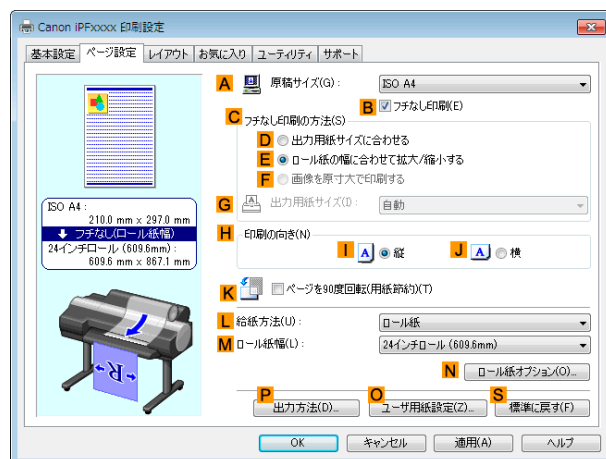 Canon iPFxxxx 印刷設定
基本設定 ページ設定 レイアウト お気に入り ユーティリティ サポート
A 原稿サイズ(G): ISO A4
B フチなし印刷(E)
C フチなし印刷の方法(S)
D 出力用紙サイズに合わせる
E ロール紙の幅に合わせて拡大/縮小する
F 画像を原寸大で印刷する
G 出力用紙サイズ(I): 自動
H 印刷の向き(N)
I A 縦 J A 横
K ページを90度回転(用紙節約)(T)
L 給紙方法(U): ロール紙
M ロール紙幅(L): 24インチロール (609.6mm)
N ロール紙オプション(O)...
P 出力方法(D)... O ユーザ用紙設定(Z)... S 標準に戻す(F)
ISO A4 :
210.0 mm x 297.0 mm
フチなし(ロール紙幅)
24インチロール (609.6mm) :
609.6 mm x 867.1 mm
R
OK キャンセル 適用(A) ヘルプ